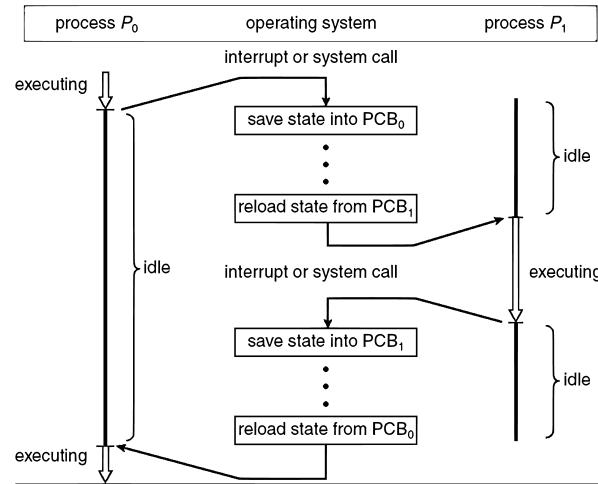 process P0 operating system process P1
interrupt or system call
executing
save state into PCB0
idle
reload state from PCB1
idle
interrupt or system call
executing
save state into PCB1
idle
reload state from PCB0
executing